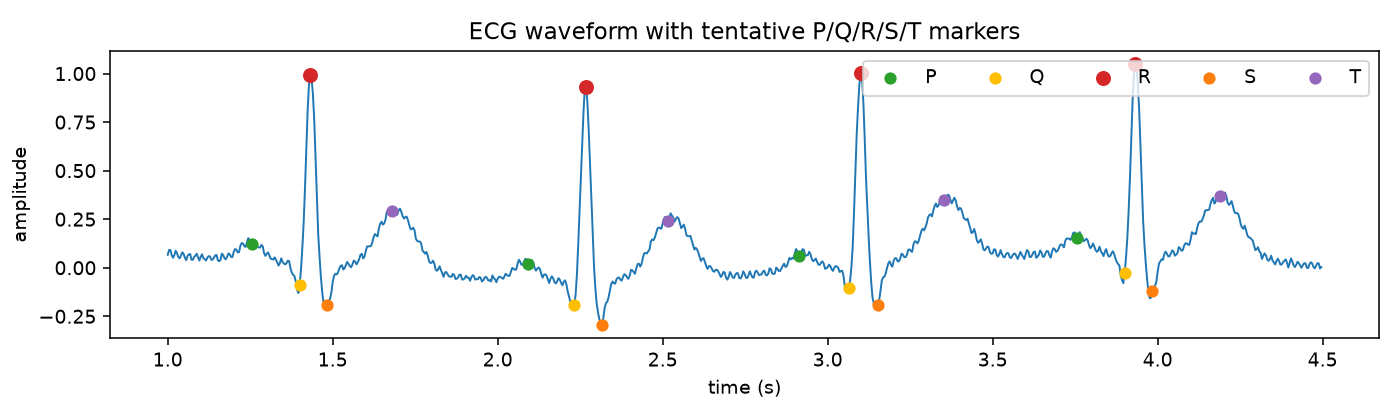 ECG waveform with tentative P/Q/R/S/T markers
P Q R S T
1.00
0.75
0.50
0.25
0.00
−0.25
amplitude
1.0 1.5 2.0 2.5 3.0 3.5 4.0 4.5
time (s)